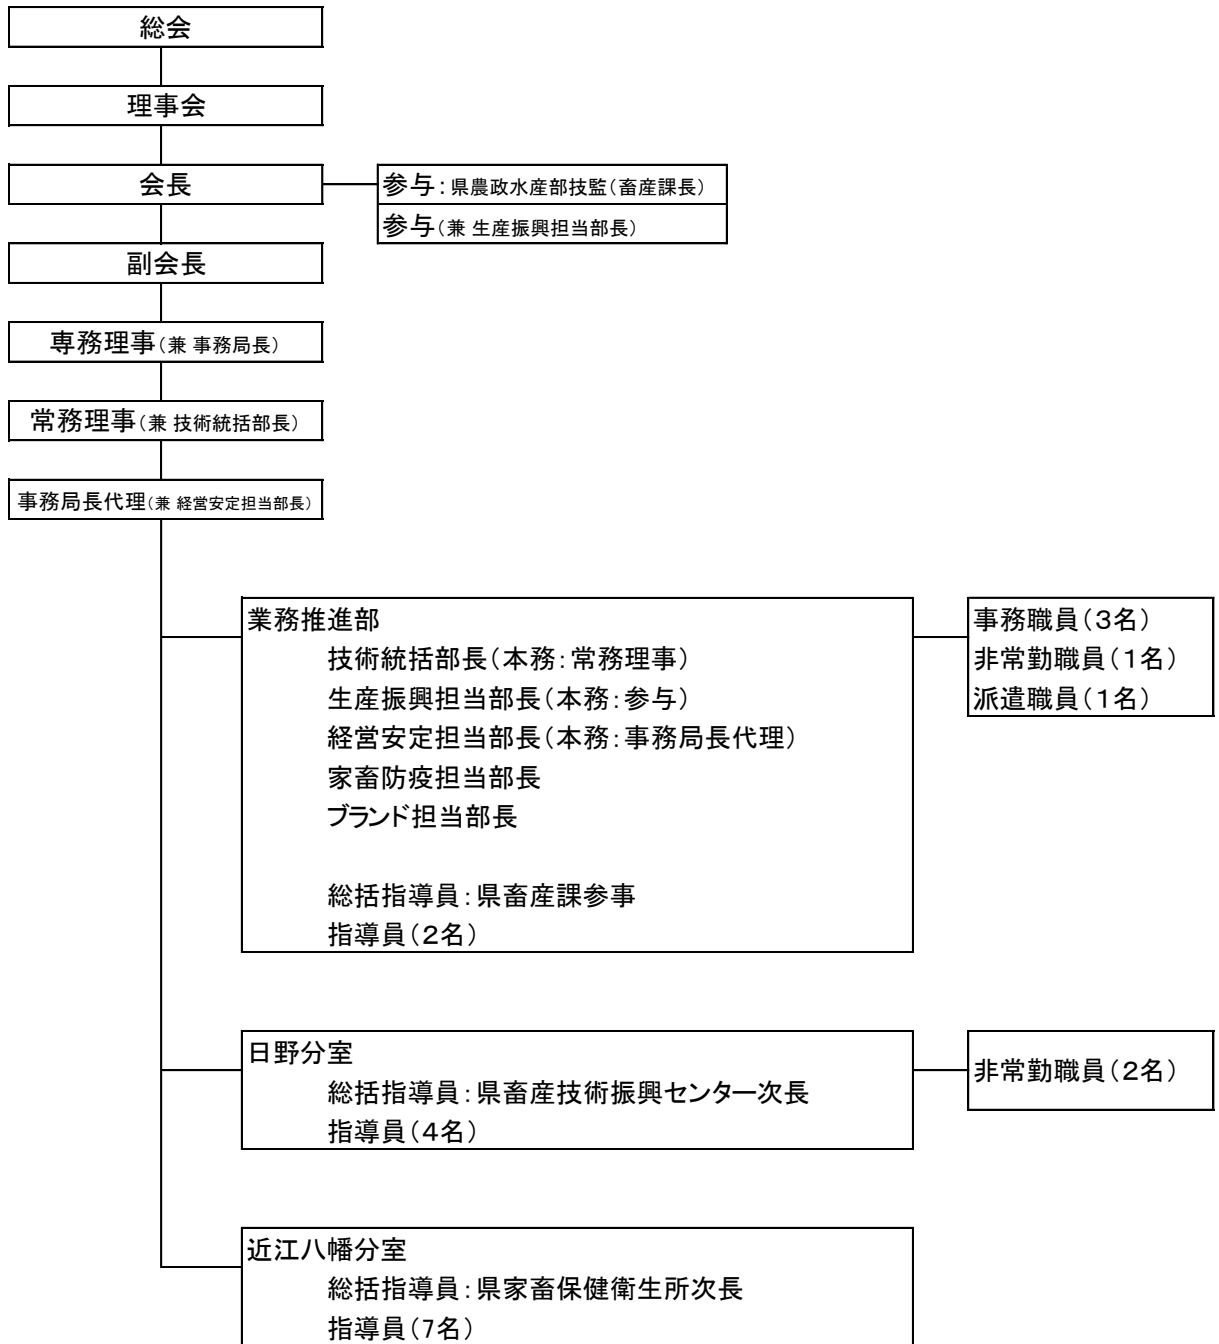 総会
理事会
会長
参与：県農政水産部技監（畜産課長）
参与（兼 生産振興担当部長）
副会長
専務理事（兼 事務局長）
常務理事（兼 技術統括部長）
事務局長代理（兼 経営安定担当部長）
業務推進部
技術統括部長（本務：常務理事）
生産振興担当部長（本務：参与）
経営安定担当部長（本務：事務局長代理）
家畜防疫担当部長
ブランド担当部長
総括指導員：県畜産課参事
指導員（２名）
事務職員（３名）
非常勤職員（１名）
派遣職員（１名）
日野分室
総括指導員：県畜産技術振興センター次長
指導員（４名）
非常勤職員（２名）
近江八幡分室
総括指導員：県家畜保健衛生所次長
指導員（7名）